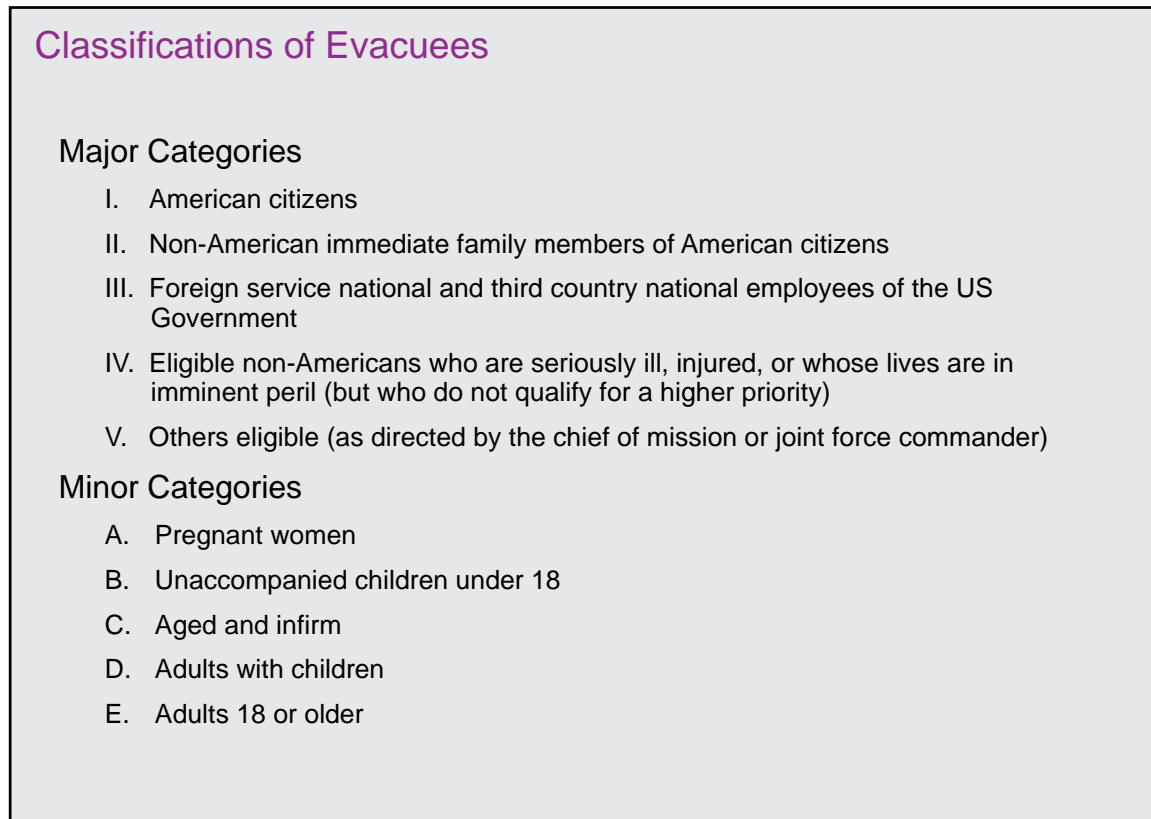 Classifications of Evacuees
Major Categories
I. American citizens
II. Non-American immediate family members of American citizens
III. Foreign service national and third country national employees of the US
Government
IV. Eligible non-Americans who are seriously ill, injured, or whose lives are in
imminent peril (but who do not qualify for a higher priority)
V. Others eligible (as directed by the chief of mission or joint force commander)
Minor Categories
A. Pregnant women
B. Unaccompanied children under 18
C. Aged and infirm
D. Adults with children
E. Adults 18 or older